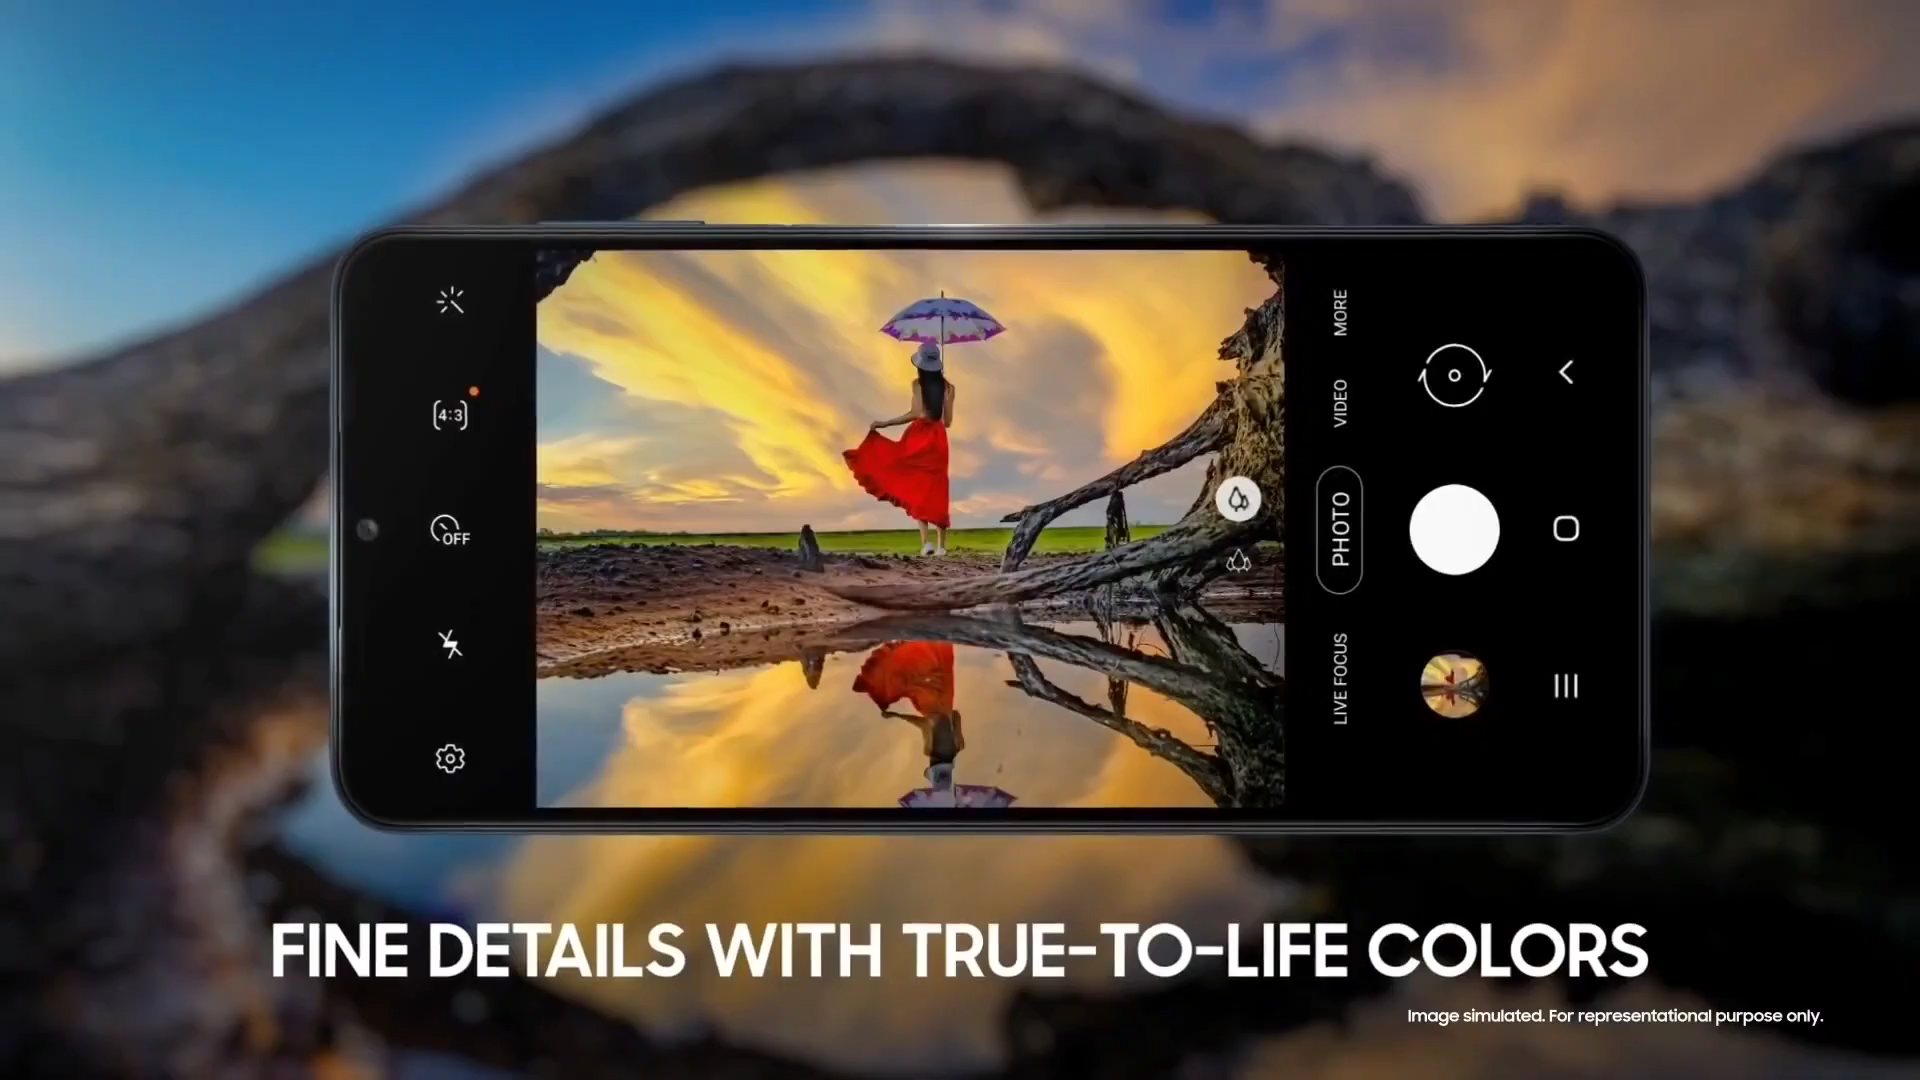 4:3
OFF
MORE
VIDEO
PHOTO
LIVE FOCUS
FINE DETAILS WITH TRUE-TO-LIFE COLORS
Image simulated. For representational purpose only.